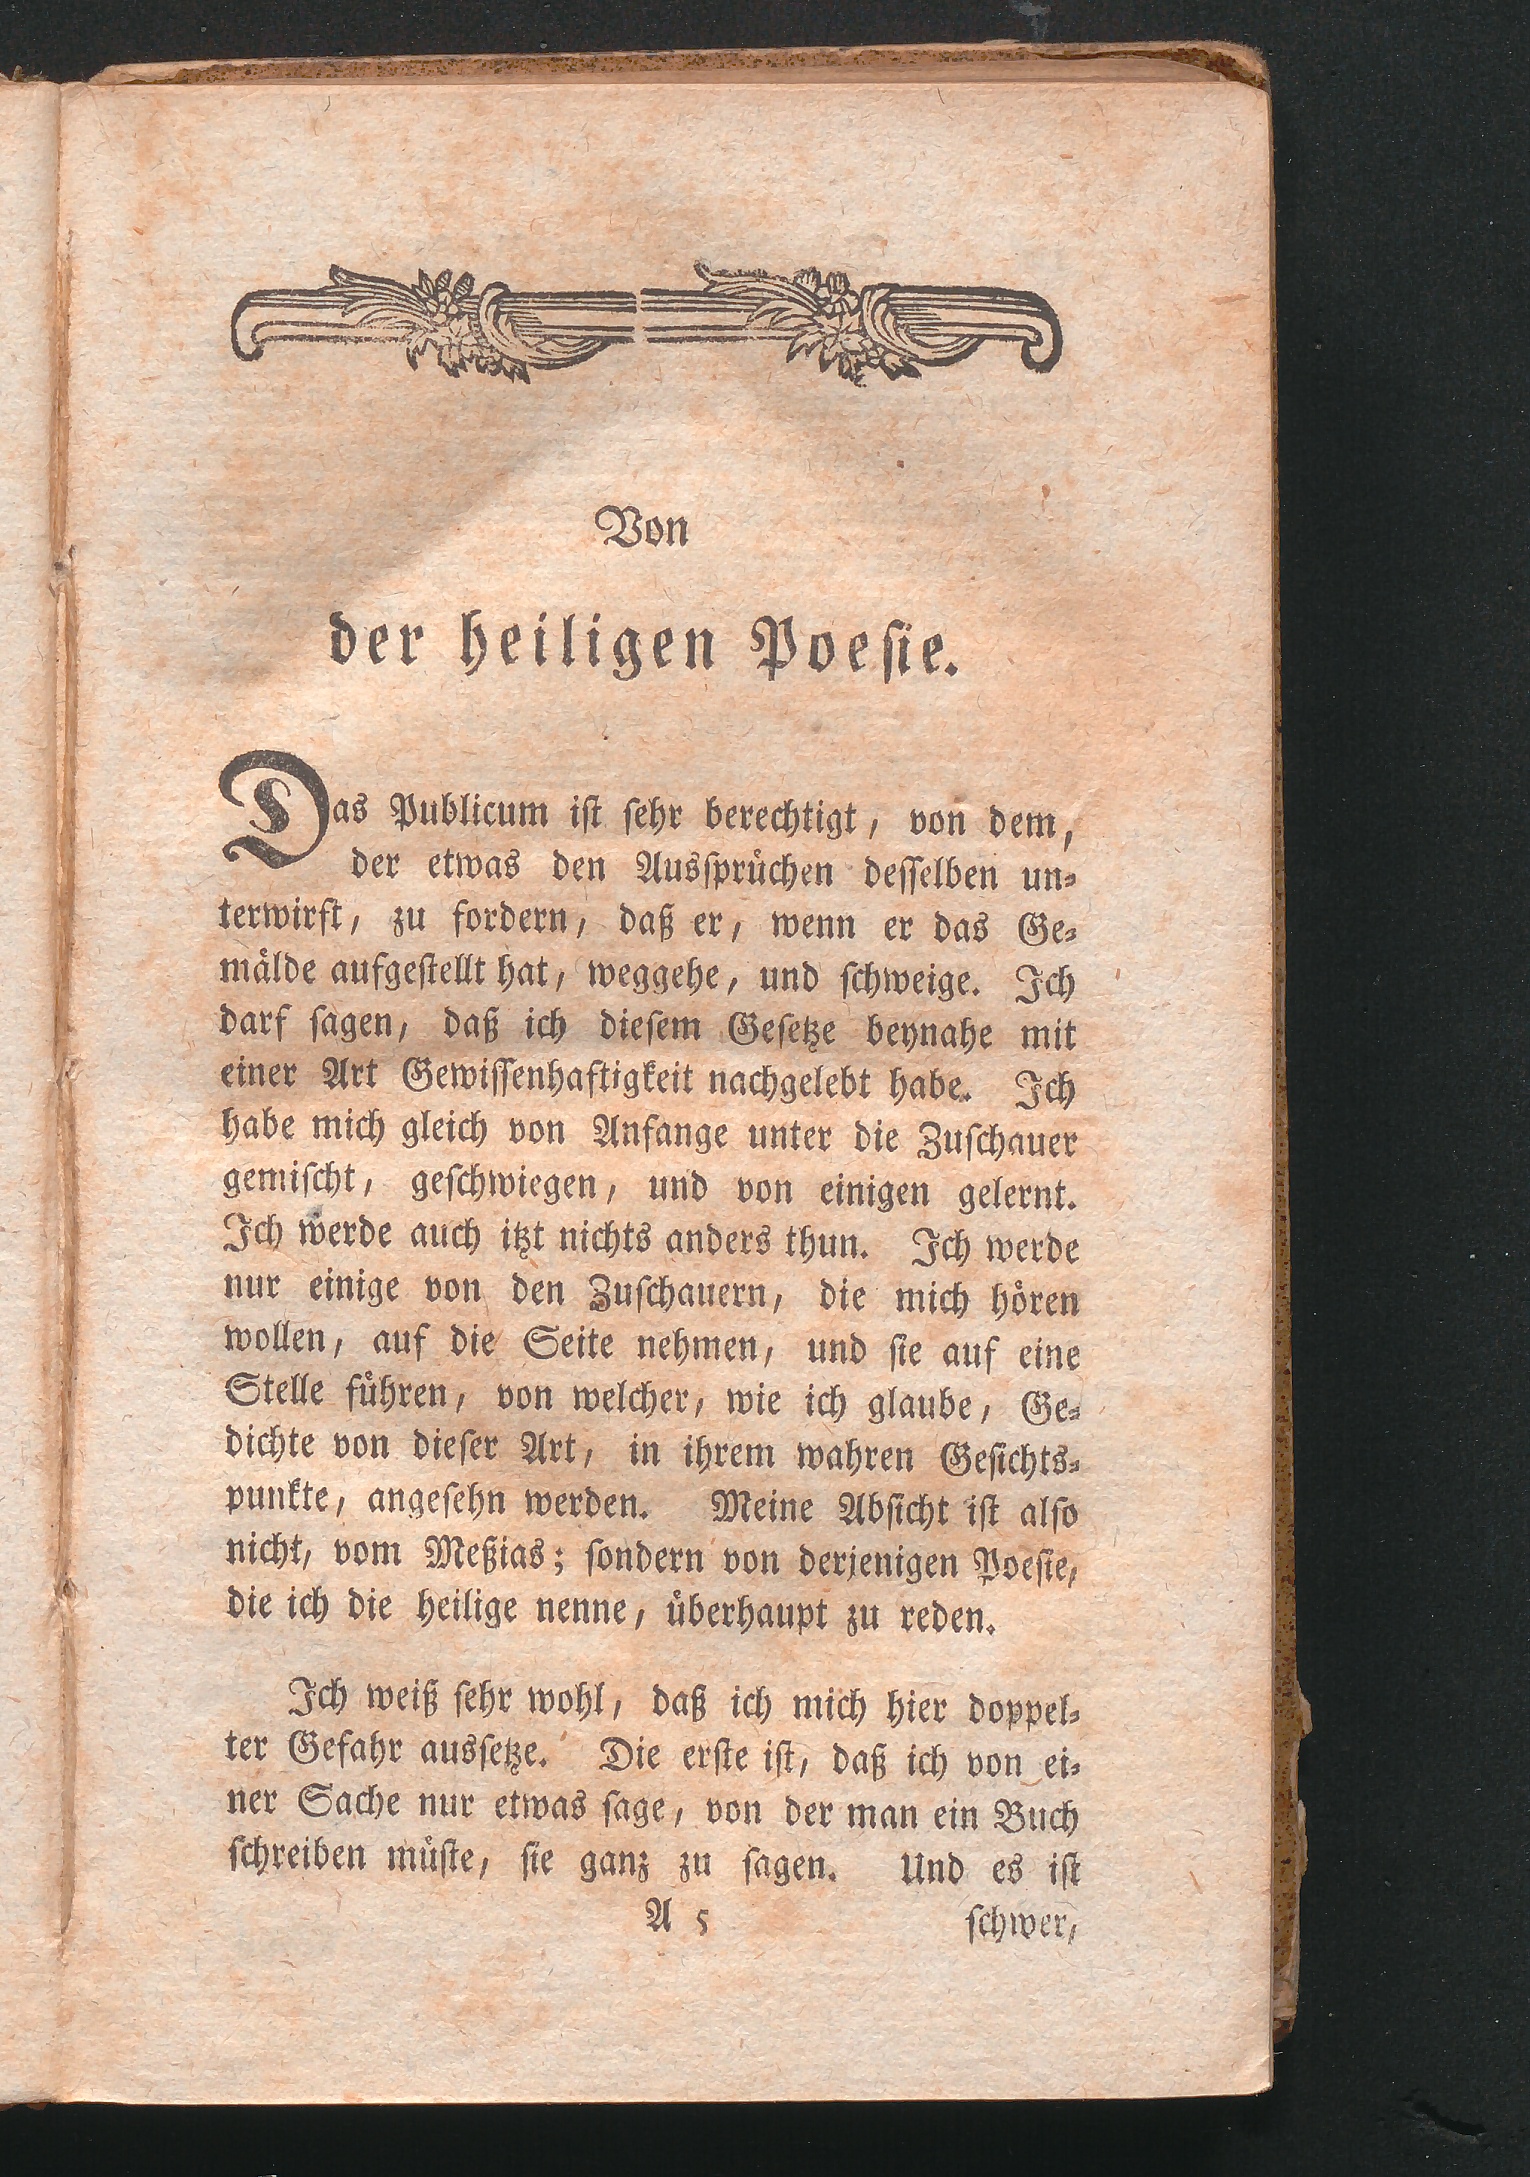 Von
der heiligen Poesie.
Das Publicum ist sehr berechtigt, von dem,
der etwas den Aussprüchen desselben un-
terwirft, zu fordern, daß er, wenn er das Ge-
mälde aufgestellt hat, weggehe, und schweige. Ich
darf sagen, daß ich diesem Gesetze beynahe mit
einer Art Gewissenhaftigkeit nachgelebt habe. Ich
habe mich gleich von Anfange unter die Zuschauer
gemischt, geschwiegen, und von einigen gelernt.
Ich werde auch itzt nichts anders thun. Ich werde
nur einige von den Zuschauern, die mich hören
wollen, auf die Seite nehmen, und sie auf eine
Stelle führen, von welcher, wie ich glaube, Ge-
dichte von dieser Art, in ihrem wahren Gesichts-
punkte, angesehn werden. Meine Absicht ist also
nicht, vom Meßias; sondern von derjenigen Poesie,
die ich die heilige nenne, überhaupt zu reden.
Ich weiß sehr wohl, daß ich mich hier doppel-
ter Gefahr aussetze. Die erste ist, daß ich von ei-
ner Sache nur etwas sage, von der man ein Buch
schreiben müste, sie ganz zu sagen. Und es ist
A 5 schwer,